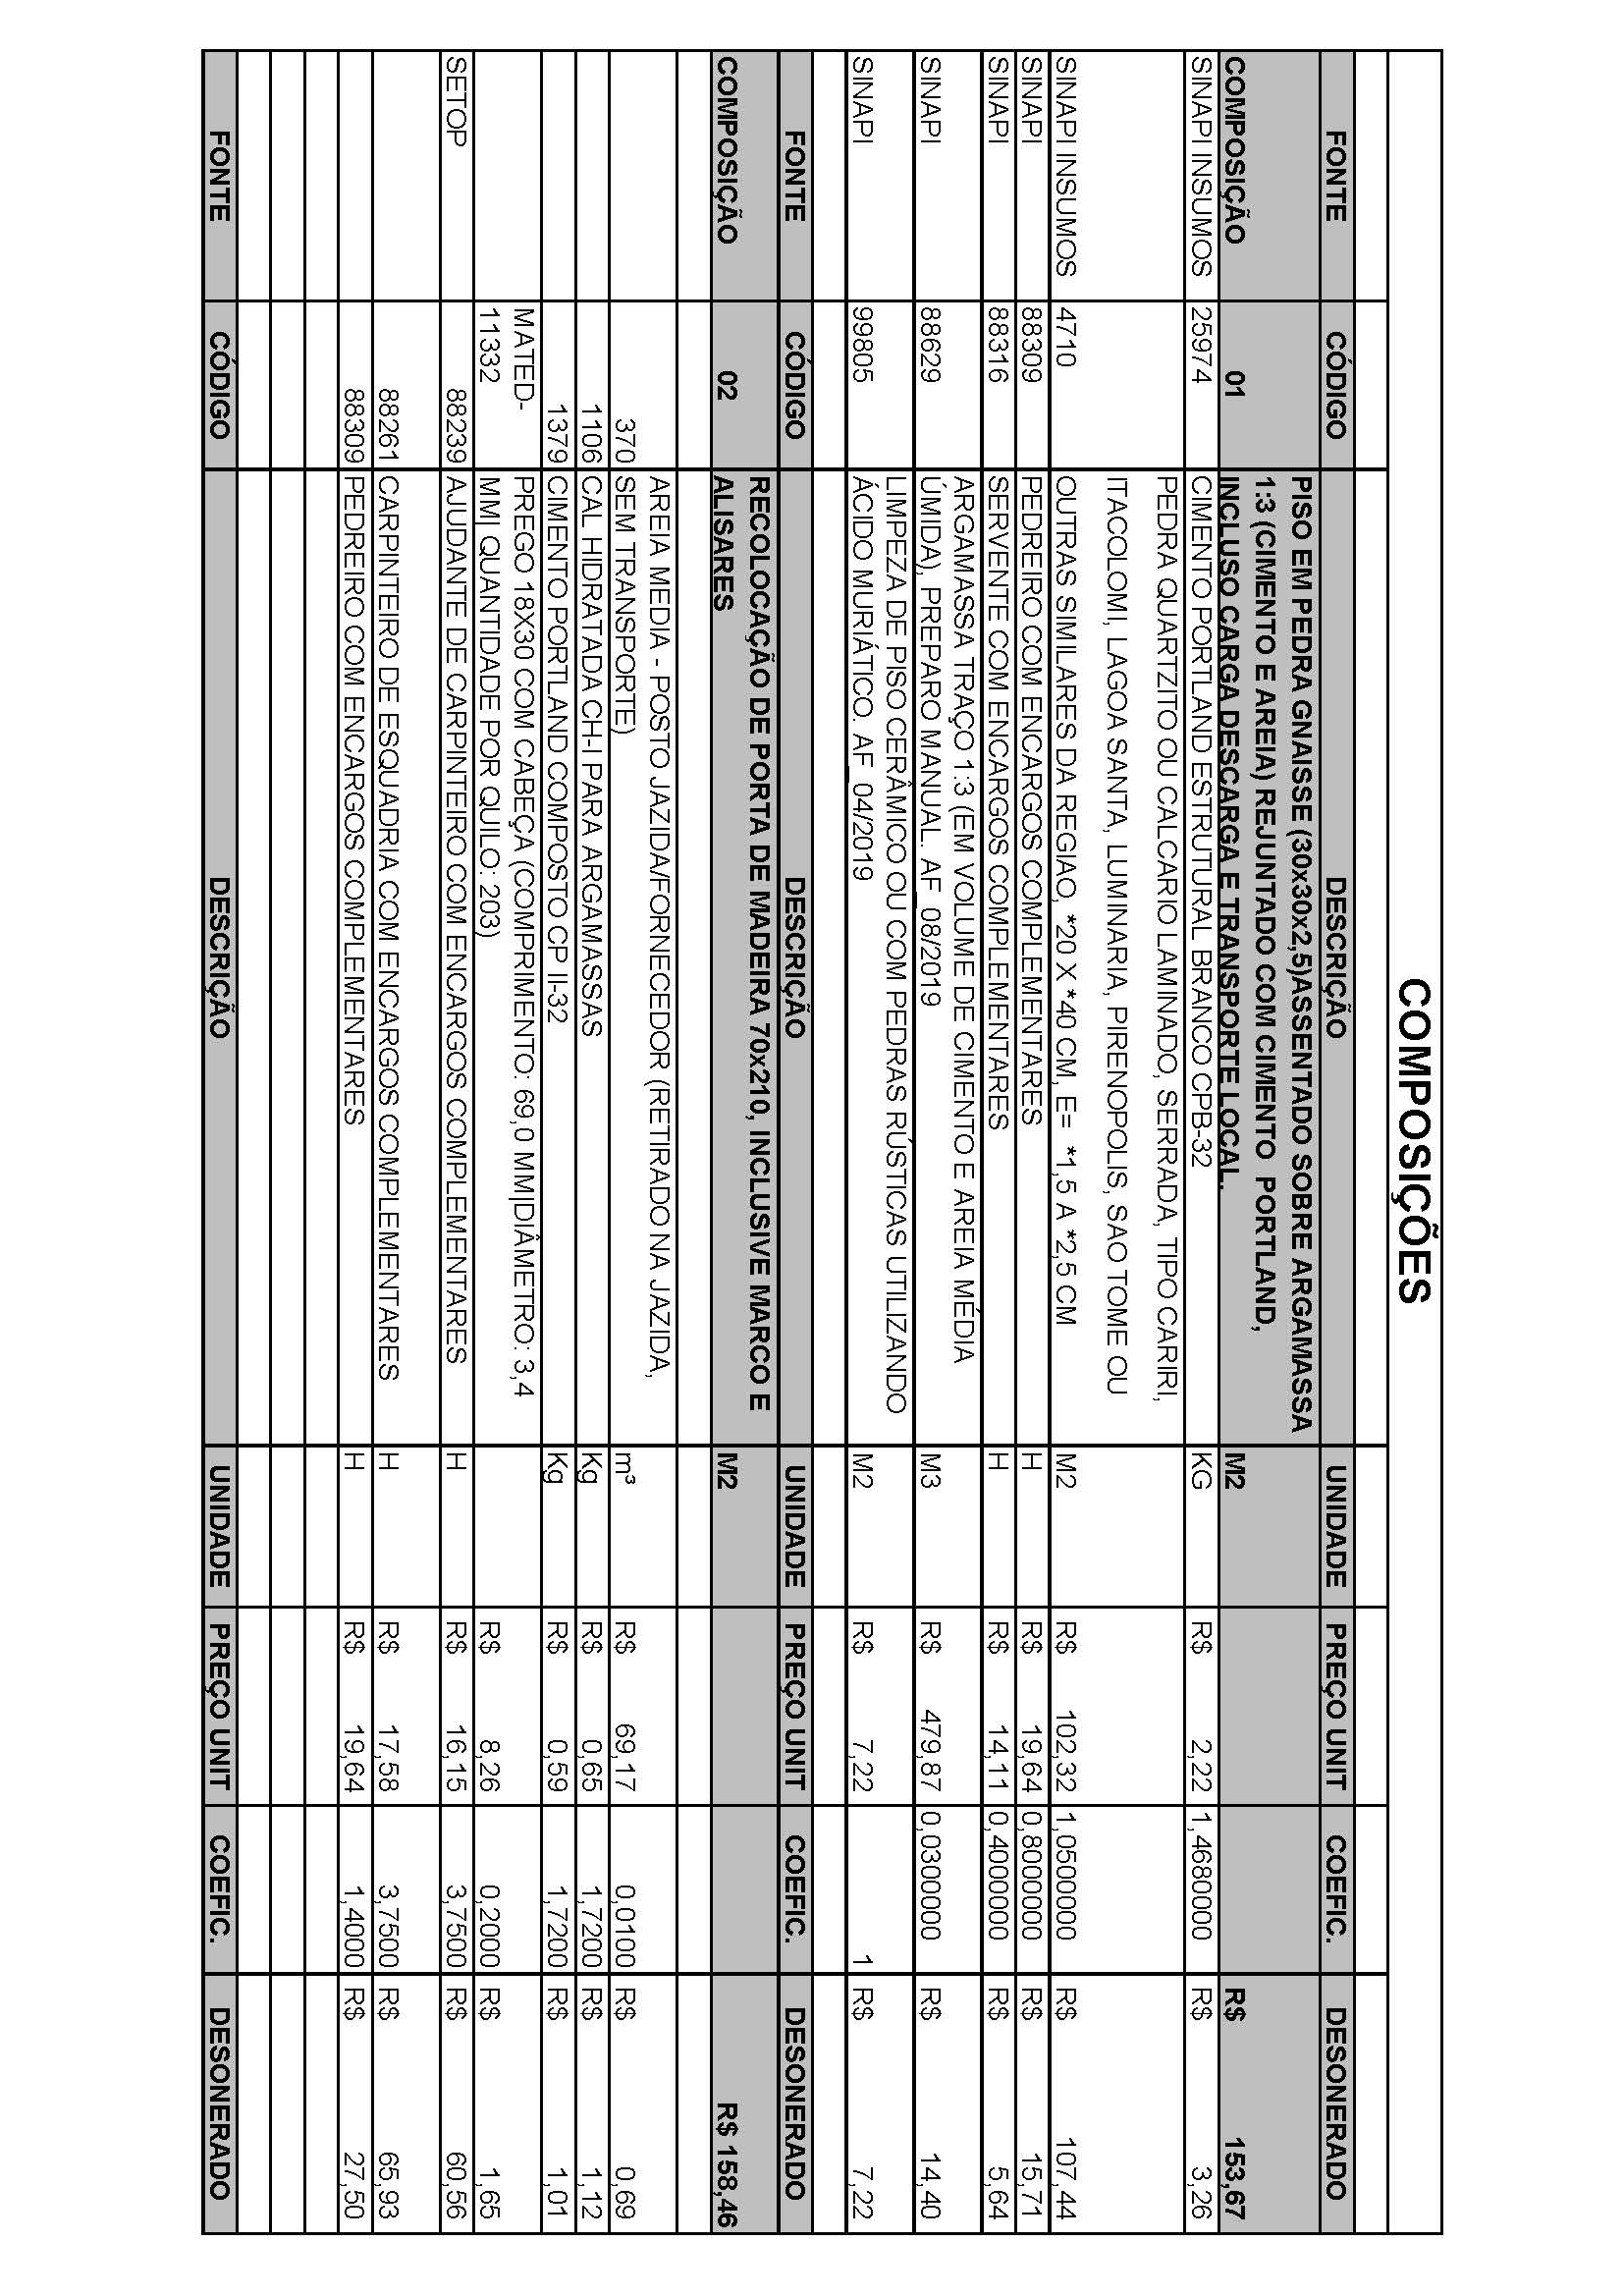 COMPOSIÇÕES
FONTE CÓDIGO DESCRIÇÃO UNIDADE PREÇO UNIT COEFIC. DESONERADO
PISO EM PEDRA GNAISSE (30x30x2,5)ASSENTADO SOBRE ARGAMASSA
1:3 (CIMENTO E AREIA) REJUNTADO COM CIMENTO PORTLAND,
COMPOSIÇÃO 01 INCLUSO CARGA DESCARGA E TRANSPORTE LOCAL. M2 R$ 153,67
SINAPI INSUMOS 25974 CIMENTO PORTLAND ESTRUTURAL BRANCO CPB-32 KG R$ 2,22 1,4680000 R$ 3,26
PEDRA QUARTZITO OU CALCARIO LAMINADO, SERRADA, TIPO CARIRI,
ITACOLOMI, LAGOA SANTA, LUMINARIA, PIRENOPOLIS, SAO TOME OU
SINAPI INSUMOS 4710 OUTRAS SIMILARES DA REGIAO, *20 X *40 CM, E= *1,5 A *2,5 CM M2 R$ 102,32 1,0500000 R$ 107,44
SINAPI 88309 PEDREIRO COM ENCARGOS COMPLEMENTARES H R$ 19,64 0,8000000 R$ 15,71
SINAPI 88316 SERVENTE COM ENCARGOS COMPLEMENTARES H R$ 14,11 0,4000000 R$ 5,64
ARGAMASSA TRAÇO 1:3 (EM VOLUME DE CIMENTO E AREIA MÉDIA
SINAPI 88629 ÚMIDA), PREPARO MANUAL. AF_08/2019 M3 R$ 479,87 0,0300000 R$ 14,40
LIMPEZA DE PISO CERÂMICO OU COM PEDRAS RÚSTICAS UTILIZANDO
SINAPI 99805 ÁCIDO MURIÁTICO. AF_04/2019 M2 R$ 7,22 1 R$ 7,22
FONTE CÓDIGO DESCRIÇÃO UNIDADE PREÇO UNIT COEFIC. DESONERADO
RECOLOCAÇÃO DE PORTA DE MADEIRA 70x210, INCLUSIVE MARCO E
COMPOSIÇÃO 02 ALISARES M2 R$ 158,46
AREIA MEDIA - POSTO JAZIDA/FORNECEDOR (RETIRADO NA JAZIDA,
370 SEM TRANSPORTE) m³ R$ 69,17 0,0100 R$ 0,69
1106 CAL HIDRATADA CH-I PARA ARGAMASSAS Kg R$ 0,65 1,7200 R$ 1,12
1379 CIMENTO PORTLAND COMPOSTO CP II-32 Kg R$ 0,59 1,7200 R$ 1,01
MATED- PREGO 18X30 COM CABEÇA (COMPRIMENTO: 69,0 MM|DIÂMETRO: 3,4
11332 MM| QUANTIDADE POR QUILO: 203) R$ 8,26 0,2000 R$ 1,65
SETOP 88239 AJUDANTE DE CARPINTEIRO COM ENCARGOS COMPLEMENTARES H R$ 16,15 3,7500 R$ 60,56
88261 CARPINTEIRO DE ESQUADRIA COM ENCARGOS COMPLEMENTARES H R$ 17,58 3,7500 R$ 65,93
88309 PEDREIRO COM ENCARGOS COMPLEMENTARES H R$ 19,64 1,4000 R$ 27,50
FONTE CÓDIGO DESCRIÇÃO UNIDADE PREÇO UNIT COEFIC. DESONERADO